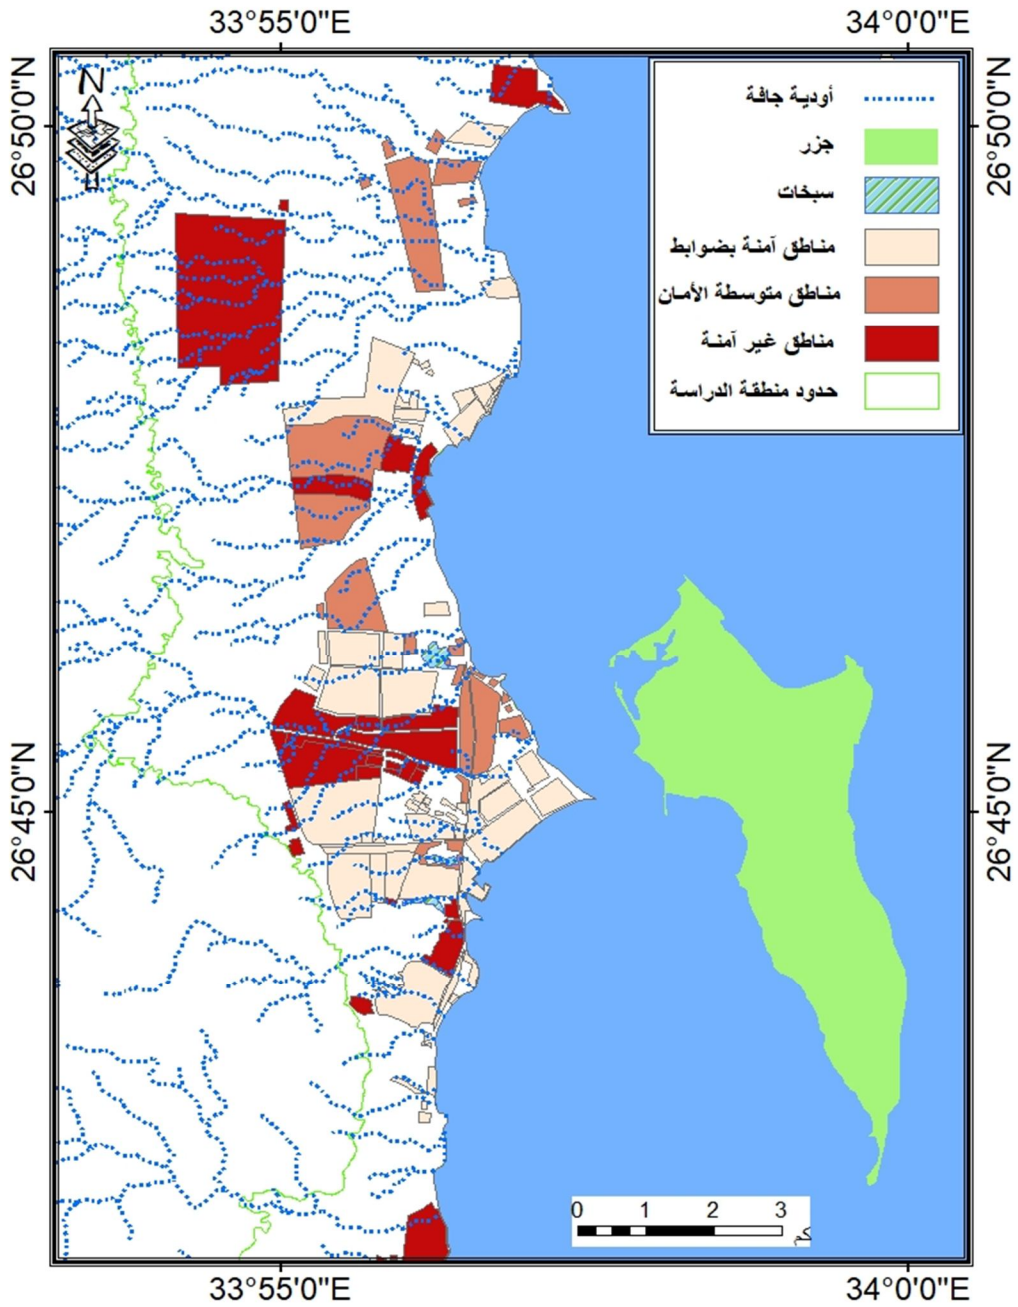 33°55'0"E
34°0'0"E
26°50'0"N
26°50'0"N
N
أودية جافة
جزر
سبخات
مناطق آمنة بضوابط
مناطق متوسطة الأمان
مناطق غير آمنة
حدود منطقة الدراسة
26°45'0"N
26°45'0"N
0 1 2 3
كم
33°55'0"E
34°0'0"E